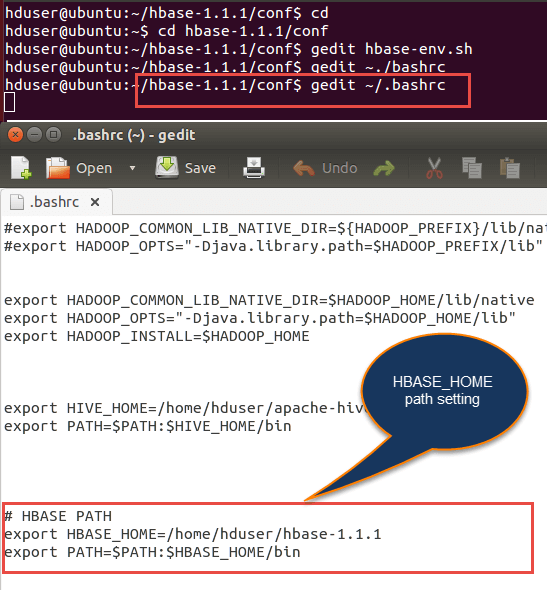 hduser@ubuntu:~/hbase-1.1.1/conf$ cd
hduser@ubuntu:~$ cd hbase-1.1.1/conf
hduser@ubuntu:~/hbase-1.1.1/conf$ gedit hbase-env.sh
hduser@ubuntu:~/hbase-1.1.1/conf$ gedit ~./bashrc
hduser@ubuntu:~/hbase-1.1.1/conf$ gedit ~/.bashrc
.bashrc (~) - gedit
Open Save Undo
.bashrc ×
#export HADOOP_COMMON_LIB_NATIVE_DIR=${HADOOP_PREFIX}/lib/nat
#export HADOOP_OPTS="-Djava.library.path=$HADOOP_PREFIX/lib"
export HADOOP_COMMON_LIB_NATIVE_DIR=$HADOOP_HOME/lib/native
export HADOOP_OPTS="-Djava.library.path=$HADOOP_HOME/lib"
export HADOOP_INSTALL=$HADOOP_HOME
HBASE_HOME
path setting
export HIVE_HOME=/home/hduser/apache-hiv
export PATH=$PATH:$HIVE_HOME/bin
# HBASE PATH
export HBASE_HOME=/home/hduser/hbase-1.1.1
export PATH=$PATH:$HBASE_HOME/bin